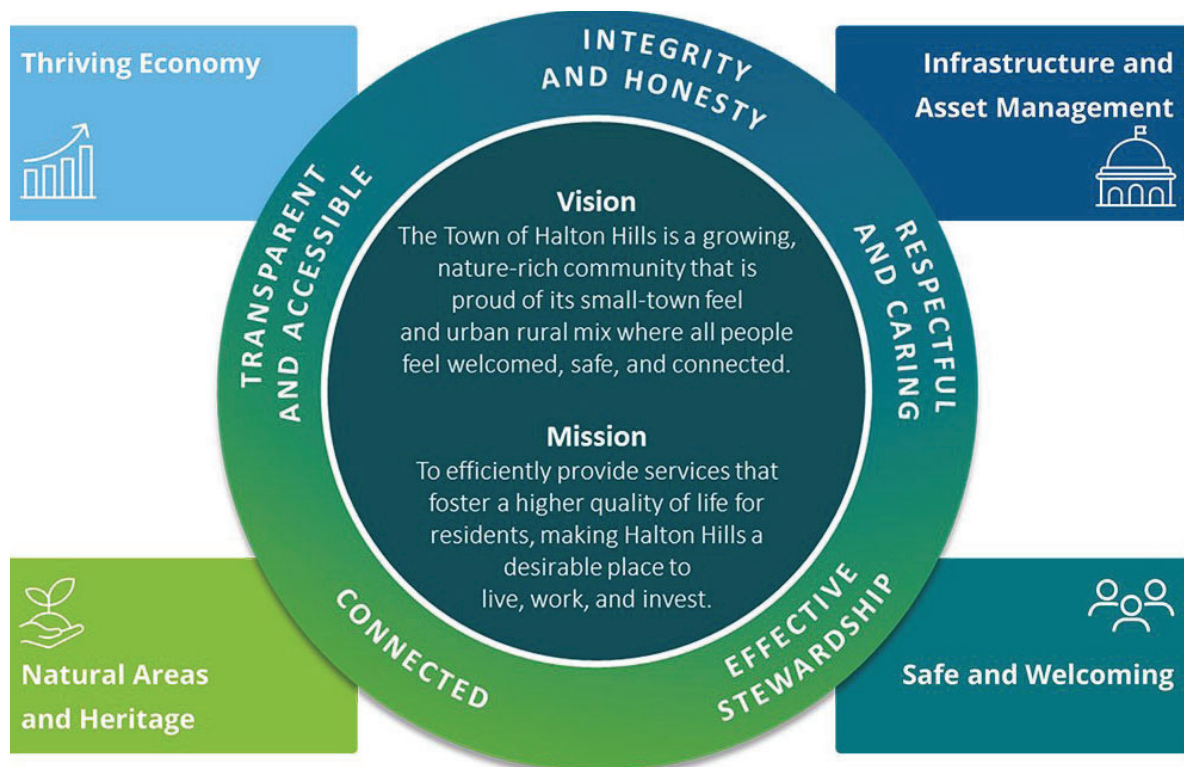 Thriving Economy
INTEGRITY
AND HONESTY
Infrastructure and
Asset Management
TRANSPARENT
AND ACCESSIBLE
Vision
The Town of Halton Hills is a growing,
nature-rich community that is
proud of its small-town feel
and urban rural mix where all people
feel welcomed, safe, and connected.
Mission
To efficiently provide services that
foster a higher quality of life for
residents, making Halton Hills a
desirable place to
live, work, and invest.
RESPECTFUL
AND CARING
CONNECTED
EFFECTIVE
STEWARDSHIP
Natural Areas
and Heritage
Safe and Welcoming